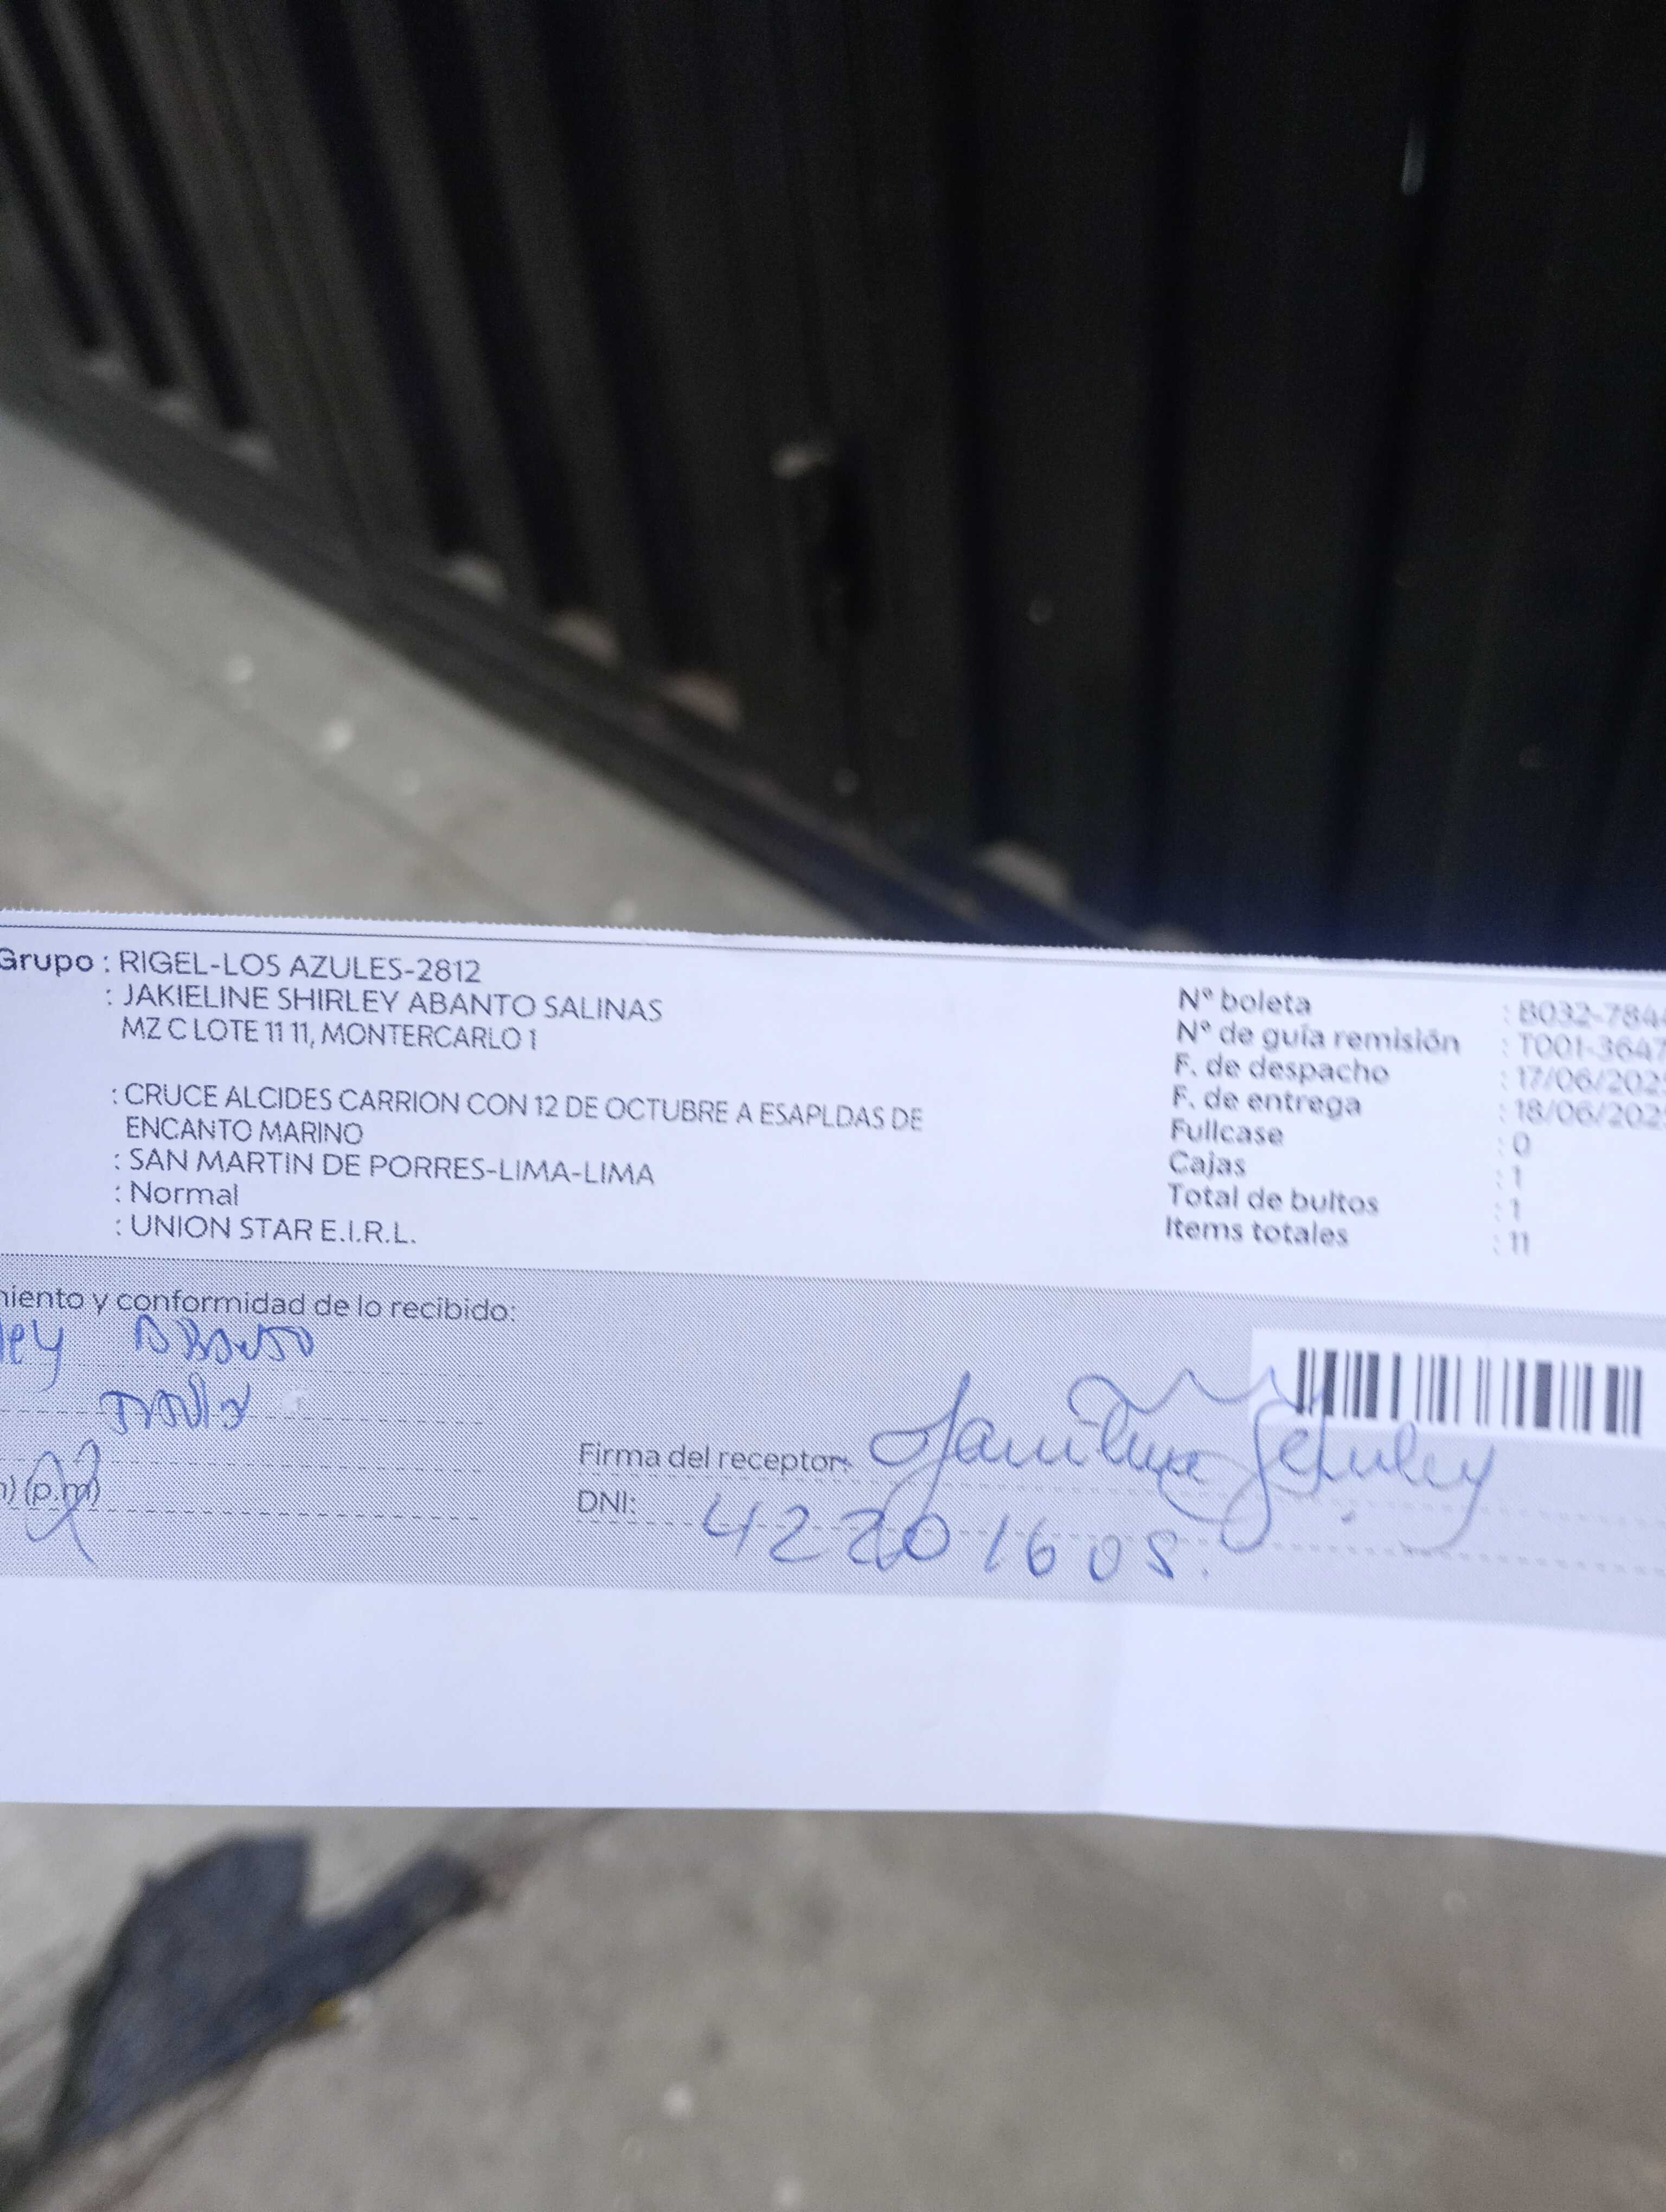 Grupo : RIGEL-LOS AZULES-2812
: JAKIELINE SHIRLEY ABANTO SALINAS
MZ C LOTE 11 11, MONTERCARLO 1
: CRUCE ALCIDES CARRION CON 12 DE OCTUBRE A ESAPLDAS DE
ENCANTO MARINO
: SAN MARTIN DE PORRES-LIMA-LIMA
: Normal
: UNION STAR E.I.R.L.
N° boleta : B032-784
N° de guía remisión : T001-3647
F. de despacho : 17/06/202
F. de entrega : 18/06/202
Fullcase : 0
Cajas : 1
Total de bultos : 1
Items totales : 11
miento y conformidad de lo recibido:
ley Abanto
(p.m)
Firma del receptor:
DNI: 42201605.